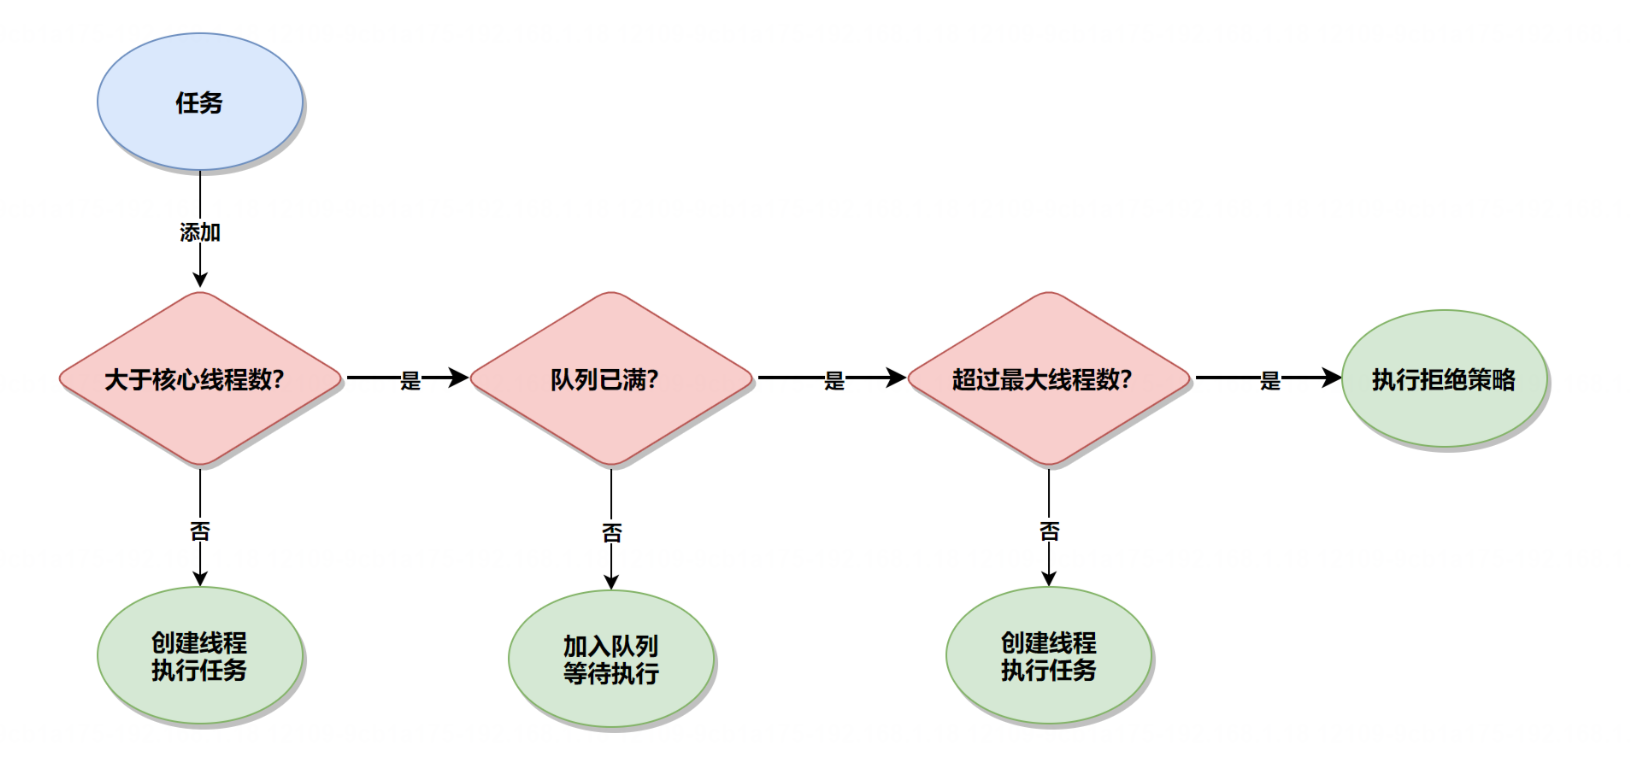 任务
添加
大于核心线程数?
是
队列已满?
是
超过最大线程数?
是
执行拒绝策略
否
否
否
创建线程
执行任务
加入队列
等待执行
创建线程
执行任务